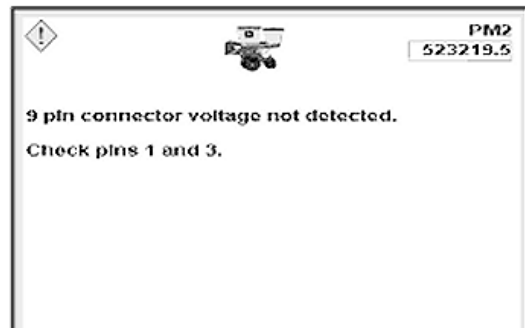 PM2
523219.5
9 pin connector voltage not detected.
Check pins 1 and 3.